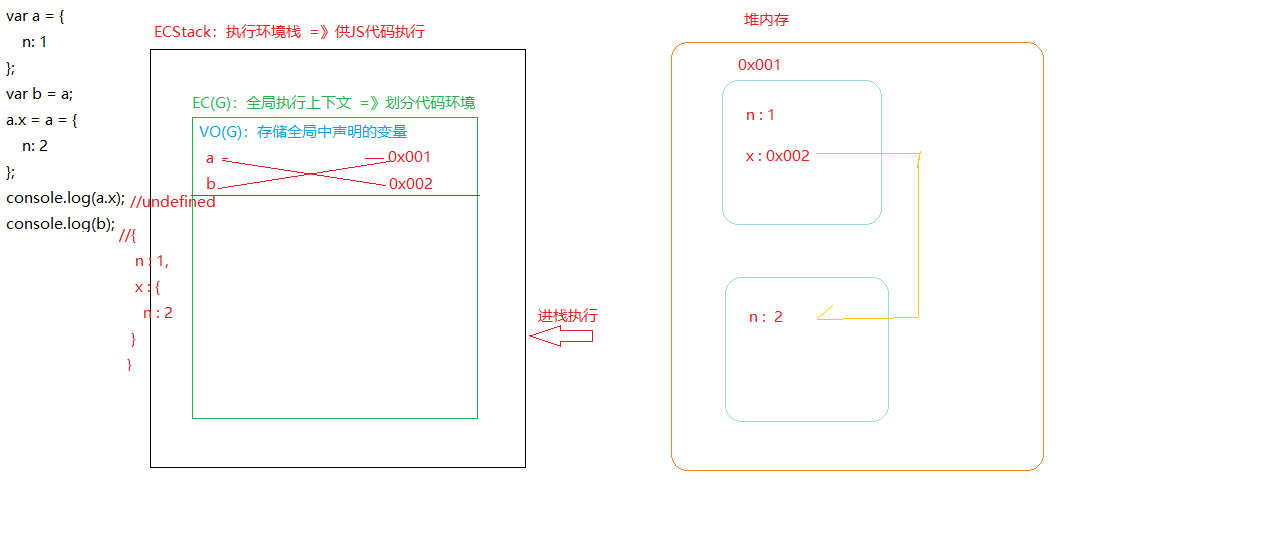 var a = {
n: 1
};
var b = a;
a.x = a = {
n: 2
};
console.log(a.x); //undefined
console.log(b);
//{
n : 1,
x : {
n : 2
}
}
ECStack：执行环境栈 =》供JS代码执行
EC(G)：全局执行上下文 =》划分代码环境
VO(G)：存储全局中声明的变量
a 0x001
b 0x002
进栈执行
堆内存
0x001
n : 1
x : 0x002
n : 2